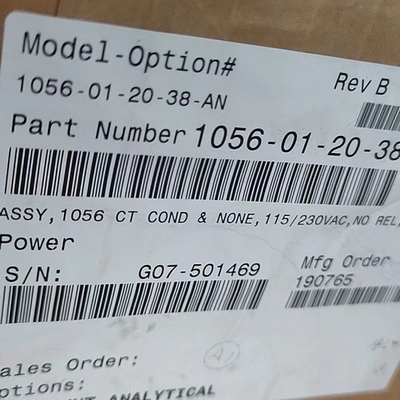 Model-Option#
Rev B
1056-01-20-38-AN
Part Number 1056-01-20-38
ASSY,1056 CT COND & NONE,115/230VAC,NO REL,
Power
S/N: G07-501469
Mfg Order
190765
ales Order:
ptions:
ANALYTICAL